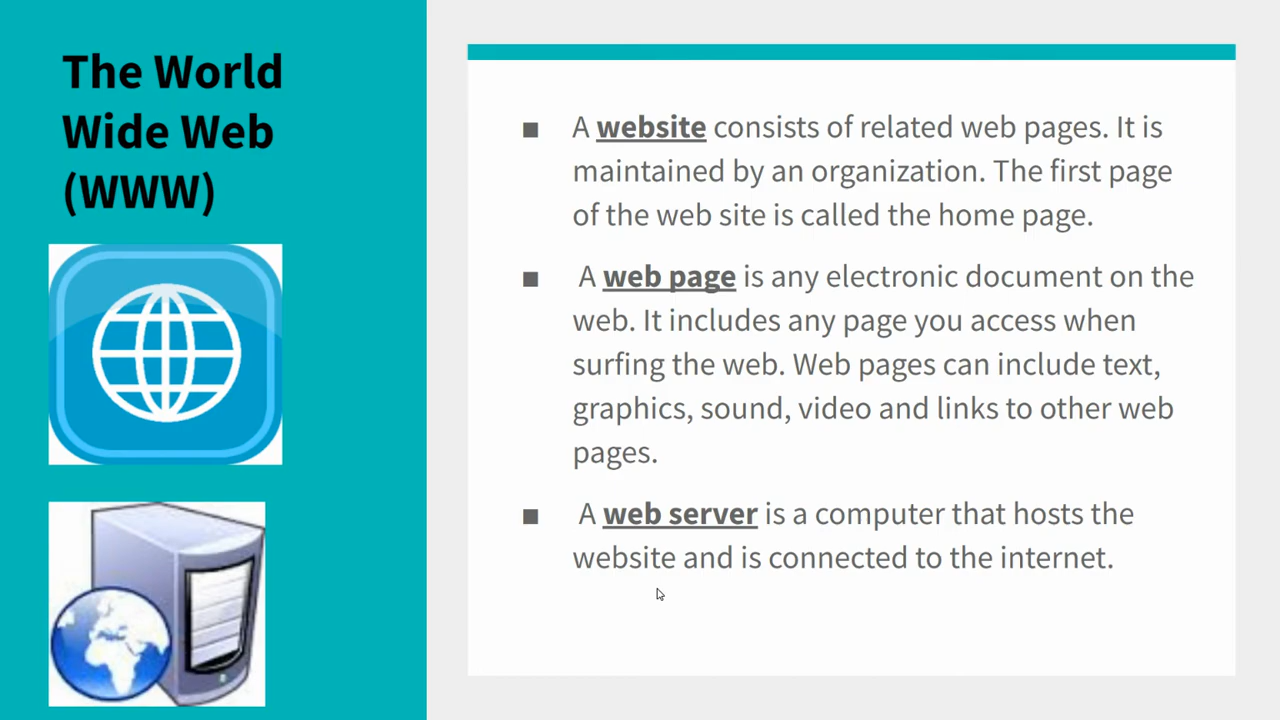 The World
Wide Web
(WWW)
■ A website consists of related web pages. It is
maintained by an organization. The first page
of the web site is called the home page.
■ A web page is any electronic document on the
web. It includes any page you access when
surfing the web. Web pages can include text,
graphics, sound, video and links to other web
pages.
■ A web server is a computer that hosts the
website and is connected to the internet.